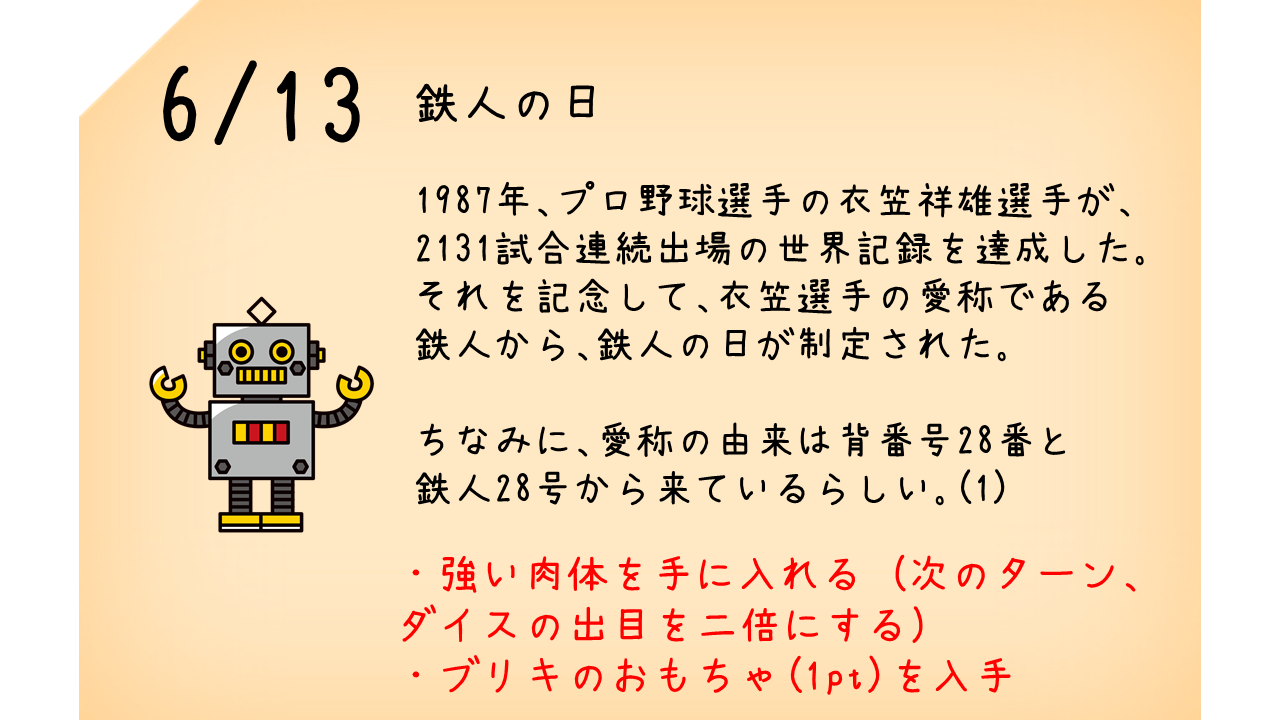 6/13 鉄人の日
1987年、プロ野球選手の衣笠祥雄選手が、
2131試合連続出場の世界記録を達成した。
それを記念して、衣笠選手の愛称である
鉄人から、鉄人の日が制定された。
ちなみに、愛称の由来は背番号28番と
鉄人28号から来ているらしい。(1)
・強い肉体を手に入れる (次のターン、
ダイスの出目を二倍にする)
・ブリキのおもちゃ(1pt)を入手